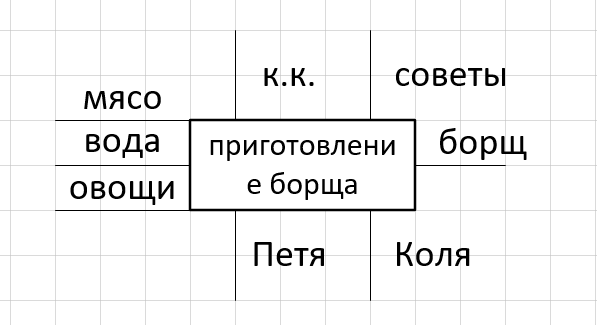 к.к. советы
мясо
вода
овощи
приготовлени
е борща
борщ
Петя Коля